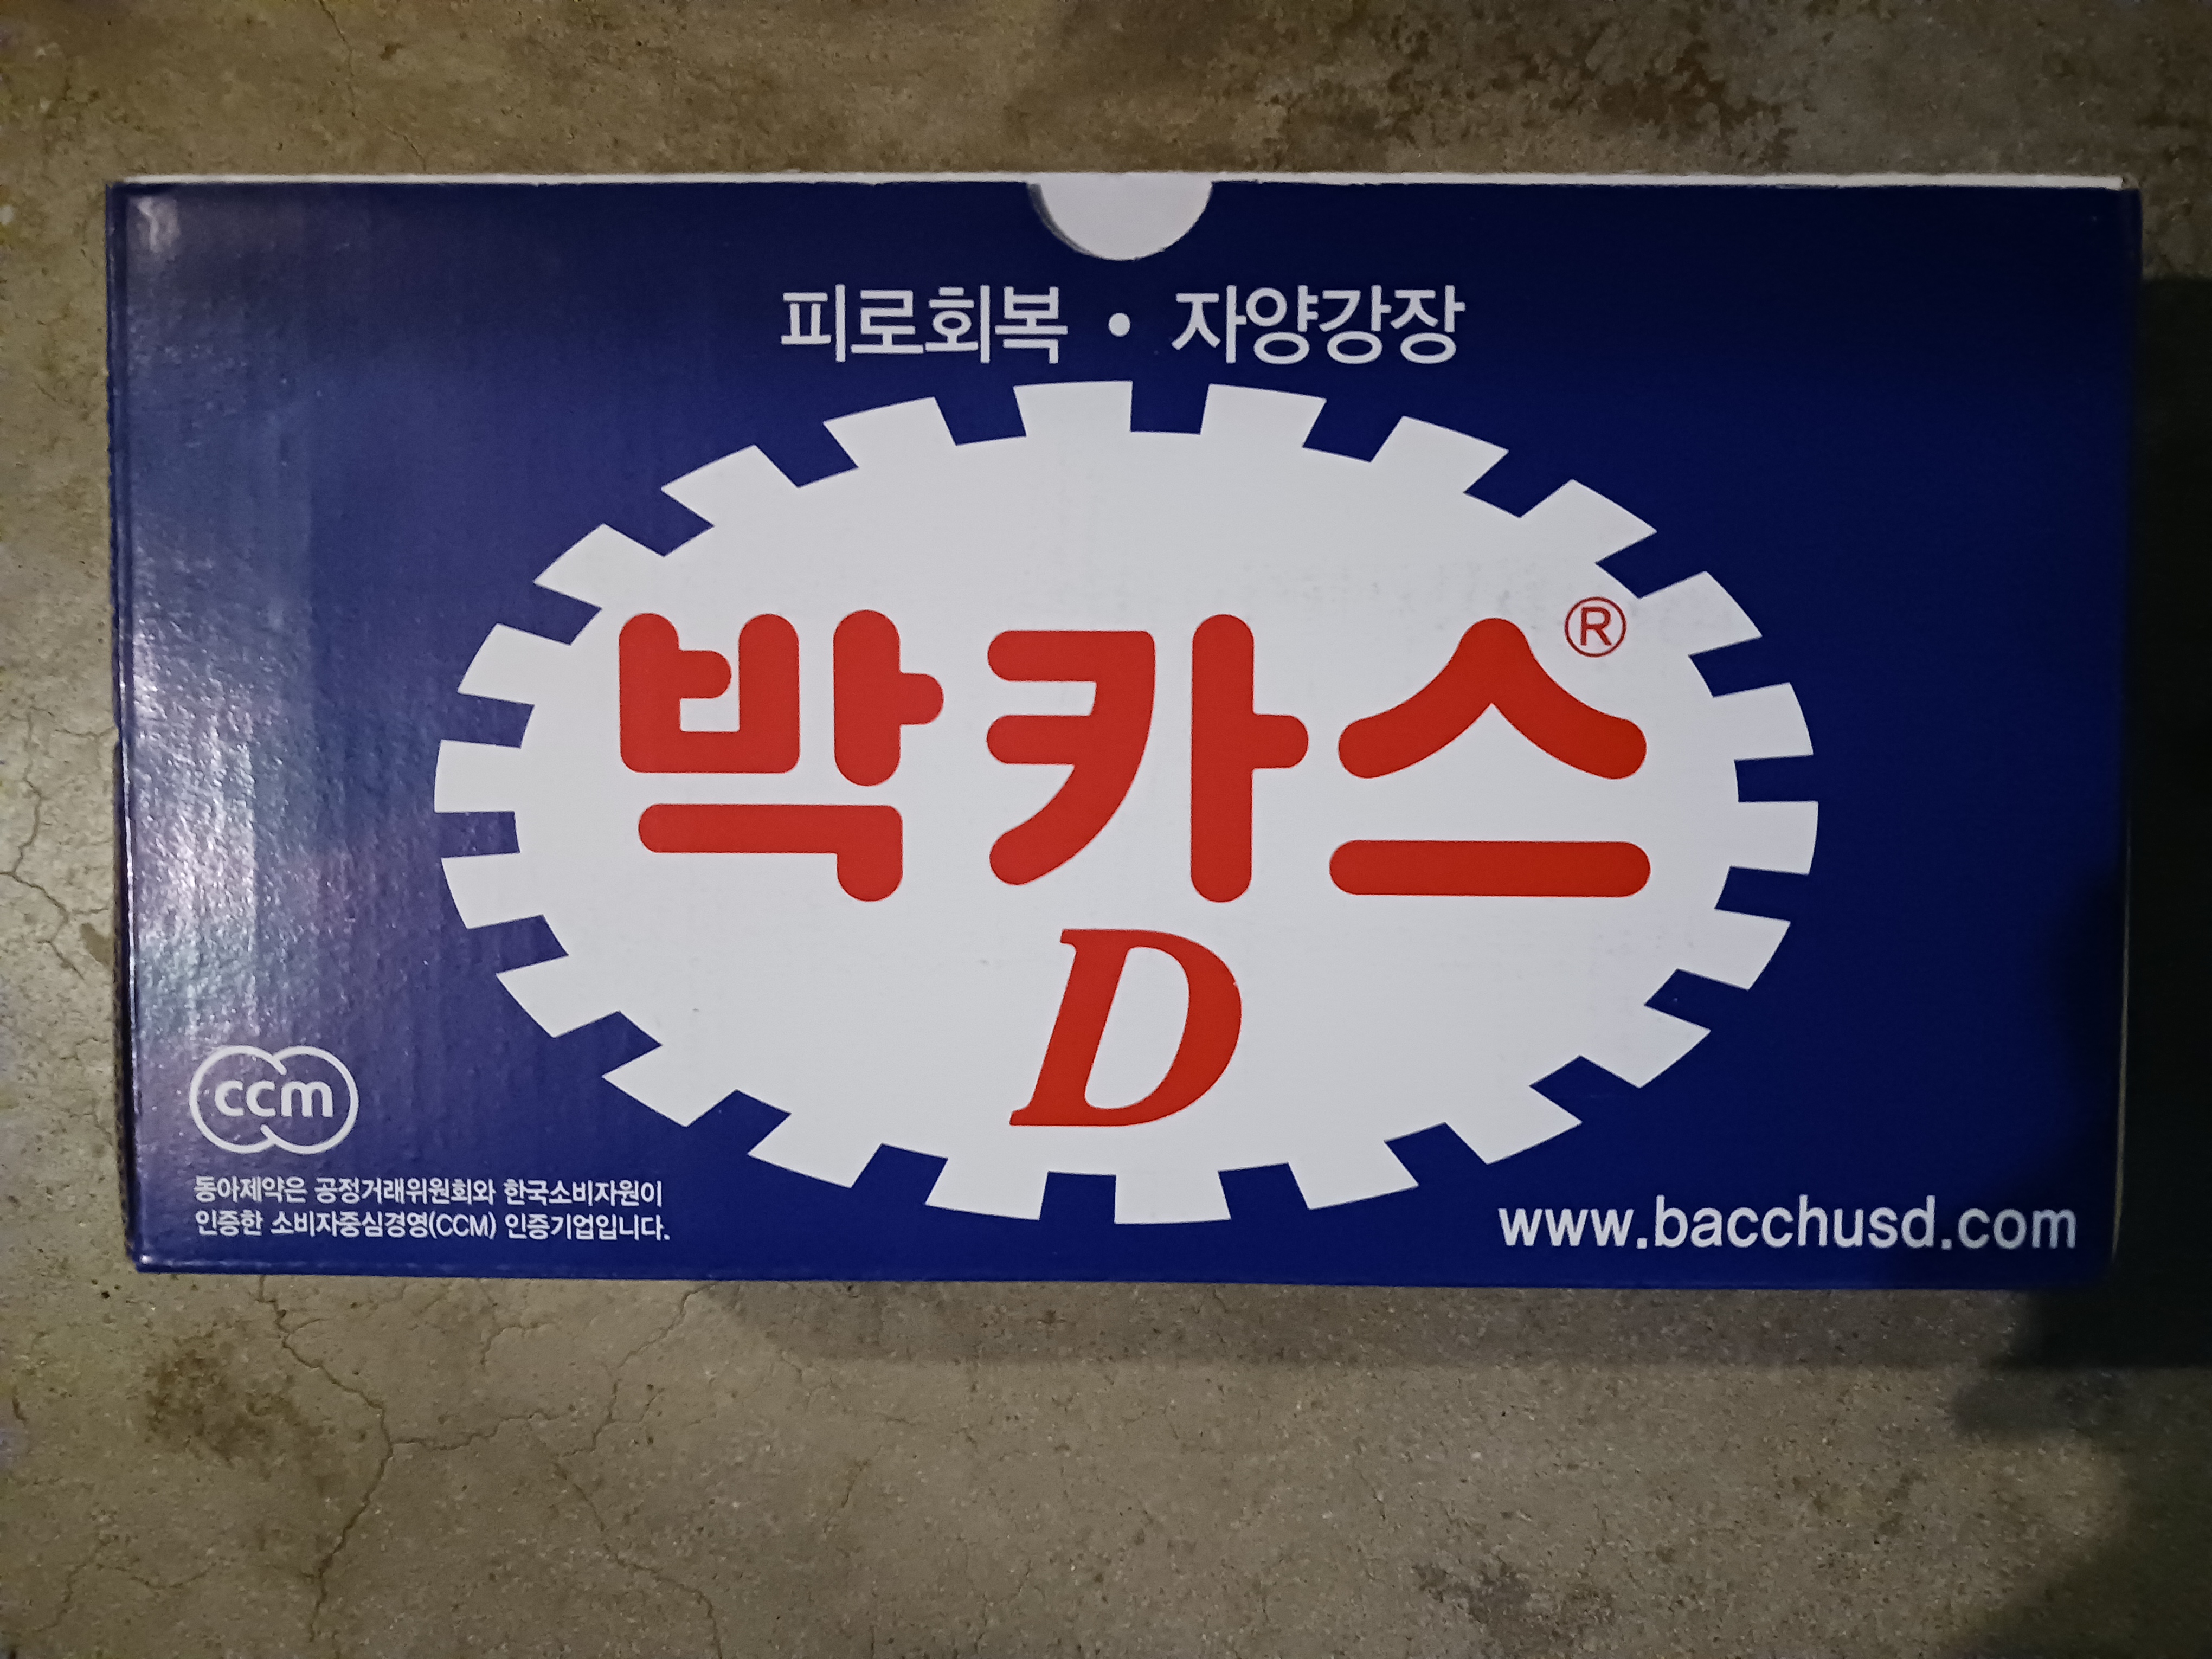 피로회복 • 자양강장
박카스®
D
ccm
동아제약은 공정거래위원회와 한국소비자원이
인증한 소비자중심경영(CCM) 인증기업입니다.
www.bacchusd.com